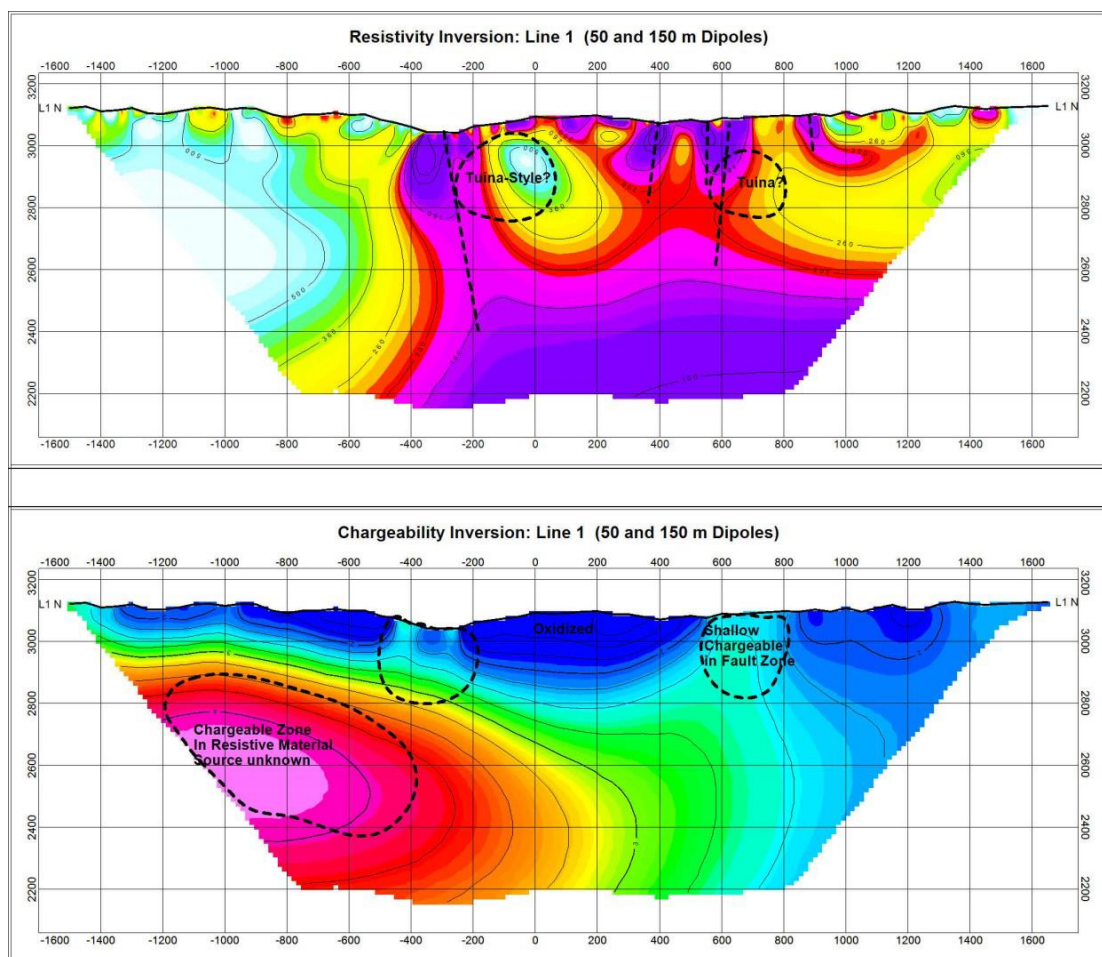 Resistivity Inversion: Line 1 (50 and 150 m Dipoles)
-1600 -1400 -1200 -1000 -800 -600 -400 -200 0 200 400 600 800 1000 1200 1400 1600
3200 3200
L1 N L1 N
3000 3000
Tuina-Style? Tuina?
2800 2800
2600 2600
2400 2400
2200 2200
-1600 -1400 -1200 -1000 -800 -600 -400 -200 0 200 400 600 800 1000 1200 1400 1600
Chargeability Inversion: Line 1 (50 and 150 m Dipoles)
-1600 -1400 -1200 -1000 -800 -600 -400 -200 0 200 400 600 800 1000 1200 1400 1600
3200 3200
L1 N L1 N
Oxidized
Shallow
Chargeable
in Fault Zone
3000 3000
2800 2800
Chargeable Zone
In Resistive Material
Source unknown
2600 2600
2400 2400
2200 2200
-1600 -1400 -1200 -1000 -800 -600 -400 -200 0 200 400 600 800 1000 1200 1400 1600